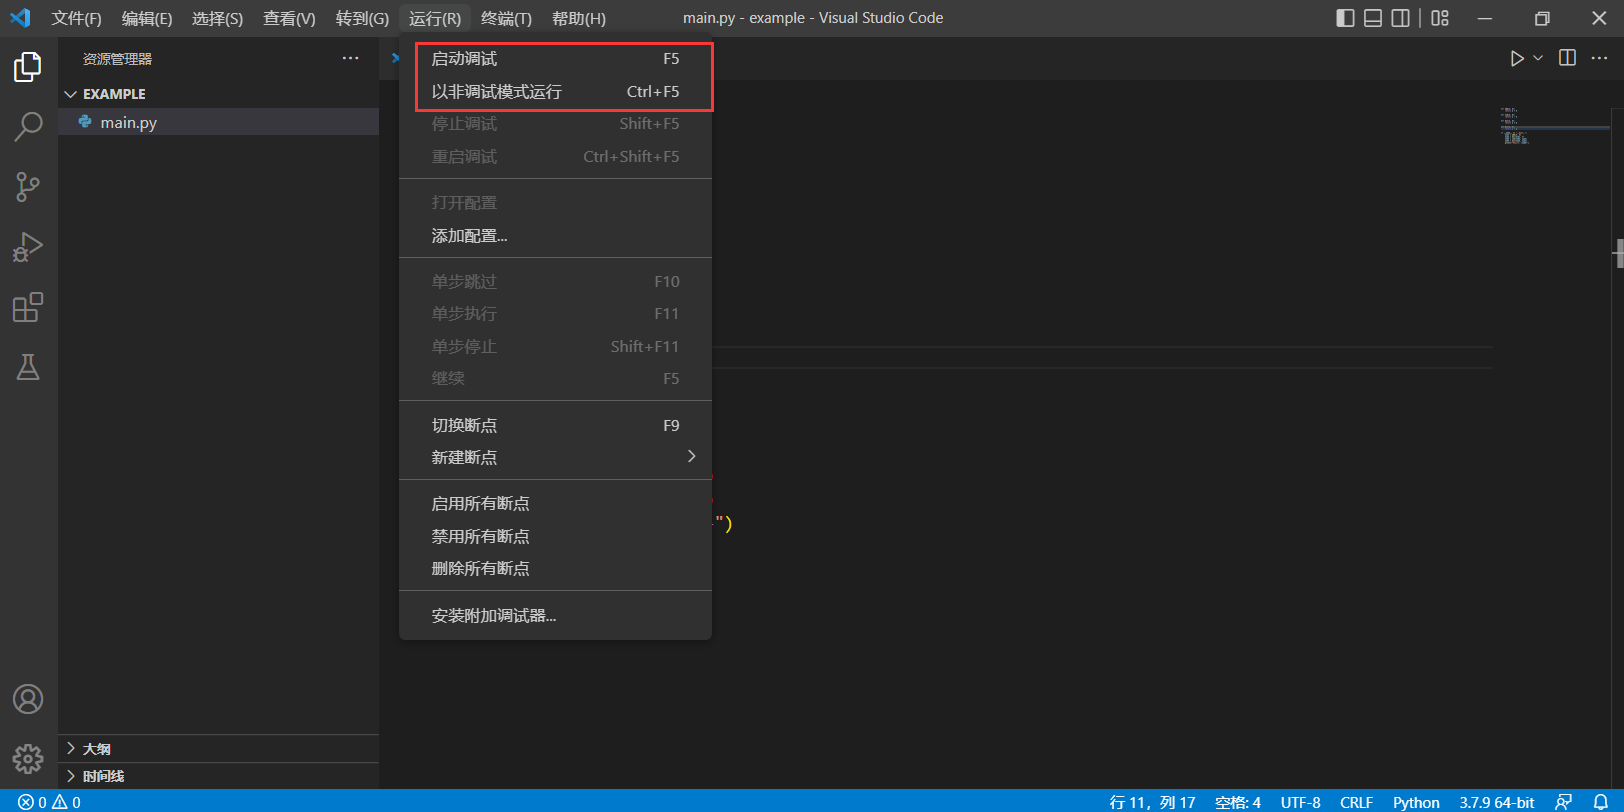 文件(F) 编辑(E) 选择(S) 查看(V) 转到(G) 运行(R) 终端(T) 帮助(H) main.py - example - Visual Studio Code
资源管理器
EXAMPLE
main.py
启动调试 F5
以非调试模式运行 Ctrl+F5
停止调试 Shift+F5
重启调试 Ctrl+Shift+F5
打开配置
添加配置...
单步跳过 F10
单步执行 F11
单步停止 Shift+F11
继续 F5
切换断点 F9
新建断点
启用所有断点
禁用所有断点
删除所有断点
安装附加调试器...
")
大纲
时间线
0 0 行 11，列 17 空格: 4 UTF-8 CRLF Python 3.7.9 64-bit